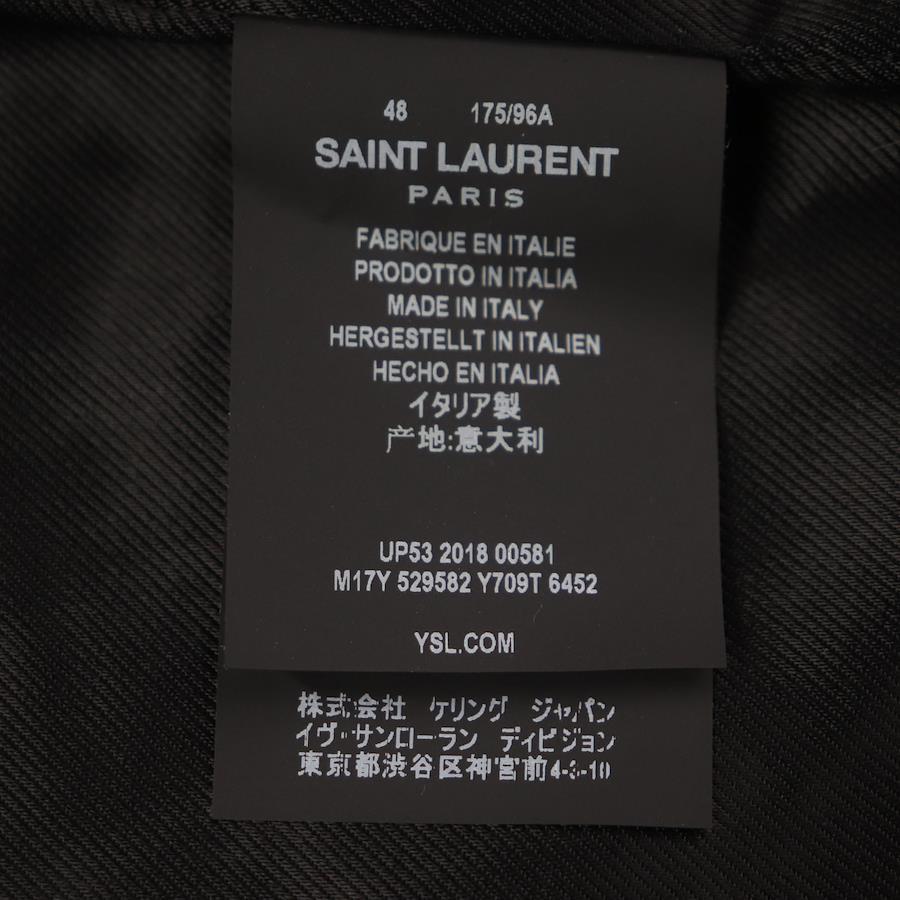 48 175/96A
SAINT LAURENT
PARIS
FABRIQUE EN ITALIE
PRODOTTO IN ITALIA
MADE IN ITALY
HERGESTELLT IN ITALIEN
HECHO EN ITALIA
イタリア製
产地:意大利
UP53 2018 00581
M17Y 529582 Y709T 6452
YSL.COM
株式会社 ケリング ジャパン
イヴ・サンローラン ディビジョン
東京都渋谷区神宮前4-3-10